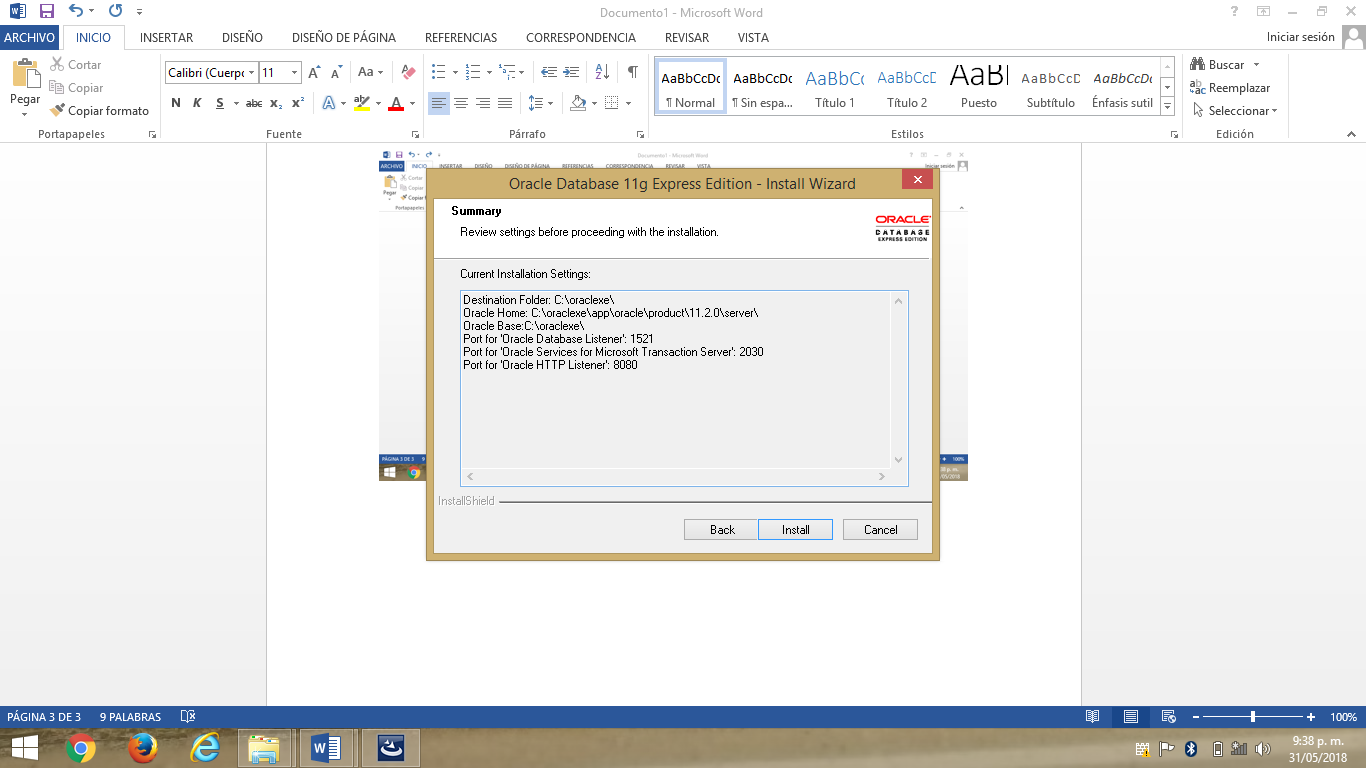 Documento1 - Microsoft Word
ARCHIVO INICIO INSERTAR DISEÑO DISEÑO DE PÁGINA REFERENCIAS CORRESPONDENCIA REVISAR VISTA Iniciar sesión
Pegar
Cortar
Copiar
Copiar formato
Portapapeles
Calibri (Cuerpo 11
N K S abc x₂ x²
Fuente
Párrafo
AaBbCcDc AaBbCcDc AaBbCc AaBbCcD AaBl AaBbCcD AaBbCcDc
¶ Normal ¶ Sin espa... Título 1 Título 2 Puesto Subtítulo Énfasis sutil
Estilos
Buscar
Reemplazar
Seleccionar
Edición
Oracle Database 11g Express Edition - Install Wizard
Summary
Review settings before proceeding with the installation.
ORACLE
DATABASE
EXPRESS EDITION
Current Installation Settings:
Destination Folder: C:\oraclexe\
Oracle Home: C:\oraclexe\app\oracle\product\11.2.0\server\
Oracle Base:C:\oraclexe\
Port for 'Oracle Database Listener': 1521
Port for 'Oracle Services for Microsoft Transaction Server': 2030
Port for 'Oracle HTTP Listener': 8080
InstallShield
Back Install Cancel
PÁGINA 3 DE 3 9 PALABRAS 100%
9:38 p. m.
31/05/2018